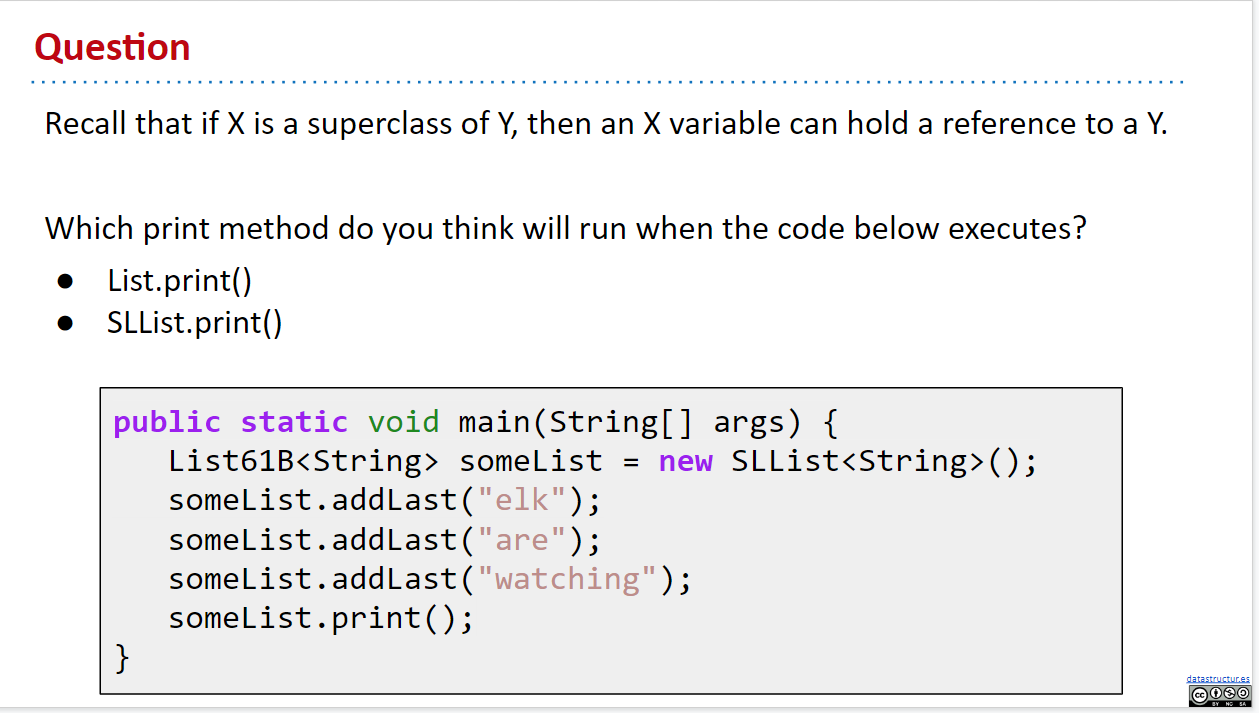 Question
Recall that if X is a superclass of Y, then an X variable can hold a reference to a Y.
Which print method do you think will run when the code below executes?
● List.print()
● SLList.print()
public static void main(String[] args) {
   List61B<String> someList = new SLList<String>();
   someList.addLast("elk");
   someList.addLast("are");
   someList.addLast("watching");
   someList.print();
}
datastructur.es
cc
BY NC SA